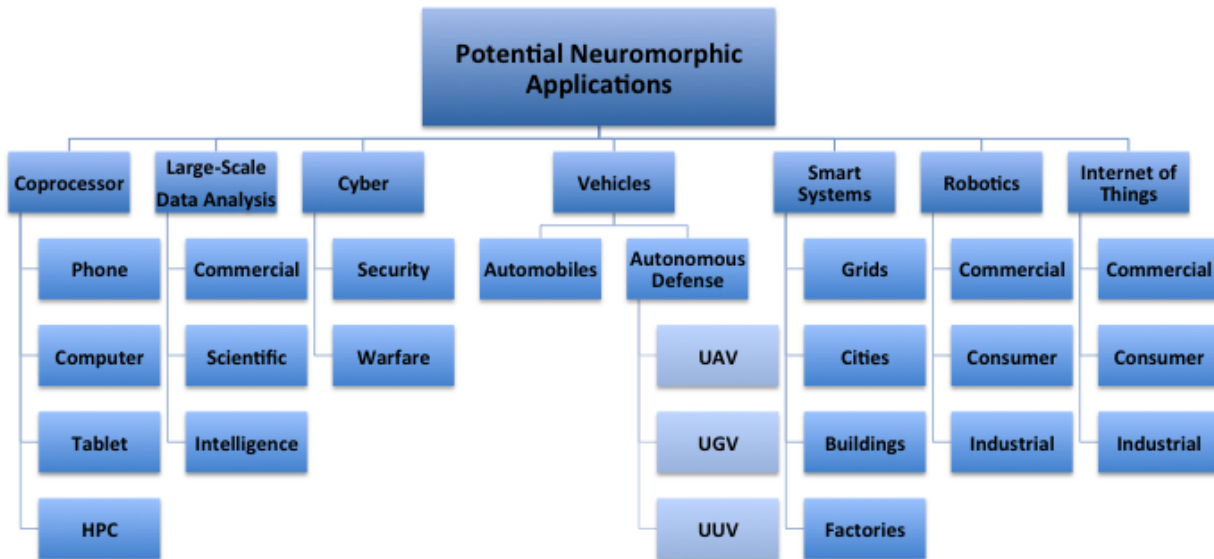 Potential Neuromorphic
Applications
Coprocessor
Phone
Computer
Tablet
HPC
Large-Scale
Data Analysis
Commercial
Scientific
Intelligence
Cyber
Security
Warfare
Vehicles
Automobiles
Autonomous
Defense
UAV
UGV
UUV
Smart
Systems
Grids
Cities
Buildings
Factories
Robotics
Commercial
Consumer
Industrial
Internet of
Things
Commercial
Consumer
Industrial